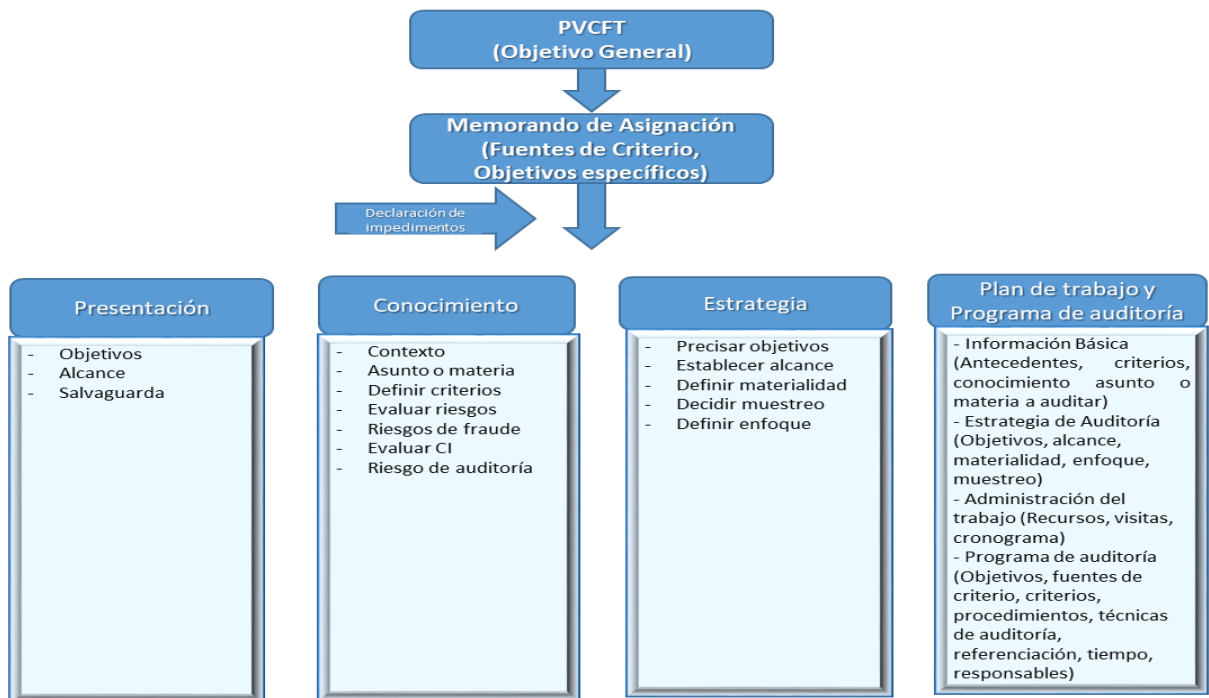 PVCFT
(Objetivo General)
Memorando de Asignación
(Fuentes de Criterio,
Objetivos específicos)
Declaración de
impedimentos
Presentación
- Objetivos
- Alcance
- Salvaguarda
Conocimiento
- Contexto
- Asunto o materia
- Definir criterios
- Evaluar riesgos
- Riesgos de fraude
- Evaluar CI
- Riesgo de auditoría
Estrategia
- Precisar objetivos
- Establecer alcance
- Definir materialidad
- Decidir muestreo
- Definir enfoque
Plan de trabajo y
Programa de auditoría
- Información Básica
(Antecedentes, criterios,
conocimiento asunto o
materia a auditar)
- Estrategia de Auditoría
(Objetivos, alcance,
materialidad, enfoque,
muestreo)
- Administración del
trabajo (Recursos, visitas,
cronograma)
- Programa de auditoría
(Objetivos, fuentes de
criterio, criterios,
procedimientos, técnicas
de auditoría,
referenciación, tiempo,
responsables)